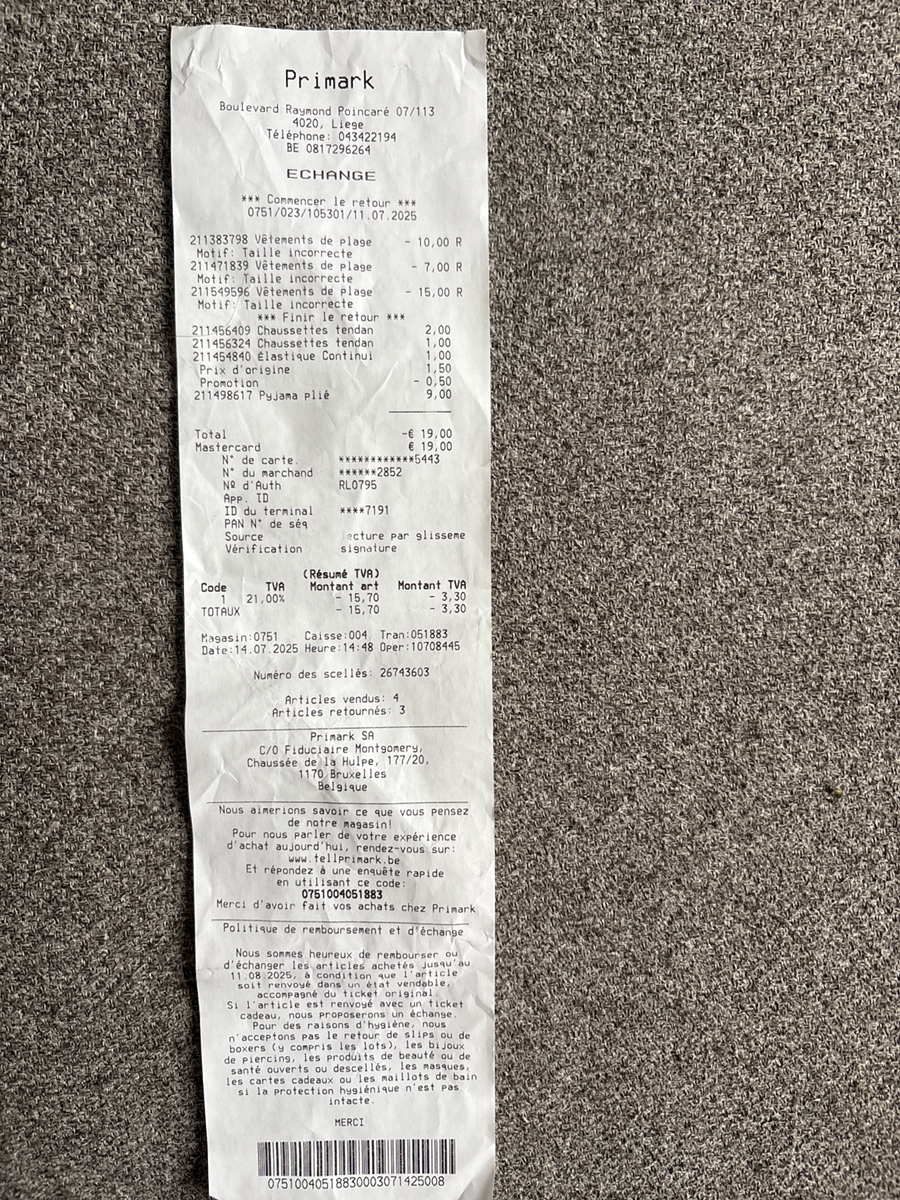 Primark
Boulevard Raymond Poincaré 07/113
4020, Liege
Téléphone: 043422194
BE 0817296264
ECHANGE
*** Commencer le retour ***
0751/023/105301/11.07.2025
211383798 Vêtements de plage - 10,00 R
Motif: Taille incorrecte
211471839 Vêtements de plage - 7,00 R
Motif: Taille incorrecte
211549596 Vêtements de plage - 15,00 R
Motif: Taille incorrecte
*** Finir le retour ***
211456409 Chaussettes tendan 2,00
211456324 Chaussettes tendan 1,00
211454840 Élastique Continui 1,00
Prix d'origine 1,50
Promotion - 0,50
211498617 Pyjama plié 9,00
Total -€ 19,00
Mastercard € 19,00
N° de carte. ************5443
N° du marchand ******2852
Nº d'Auth RL0795
App. ID
ID du terminal ****7191
PAN N° de séq
Source lecture par glisseme
Vérification signature
(Résumé TVA)
Code TVA Montant art Montant TVA
1 21,00% - 15,70 - 3,30
TOTAUX - 15,70 - 3,30
Magasin:0751 Caisse:004 Tran:051883
Date:14.07.2025 Heure:14:48 Oper:10708445
Numéro des scellés: 26743603
Articles vendus: 4
Articles retournés: 3
Primark SA
C/O Fiduciaire Montgomery,
Chaussée de la Hulpe, 177/20,
1170 Bruxelles
Belgique
Nous aimerions savoir ce que vous pensez
de notre magasin!
Pour nous parler de votre expérience
d'achat aujourd'hui, rendez-vous sur:
www.tellprimark.be
Et répondez à une enquête rapide
en utilisant ce code:
0751004051883
Merci d'avoir fait vos achats chez Primark
Politique de remboursement et d'échange
Nous sommes heureux de rembourser ou
d'échanger les articles achetés jusqu'au
11.08.2025, à condition que l'article
soit renvoyé dans un état vendable,
accompagné du ticket original.
Si l'article est renvoyé avec un ticket
cadeau, nous proposerons un échange.
Pour des raisons d'hygiène, nous
n'acceptons pas le retour de slips ou de
boxers (y compris les lots), les bijoux
de piercing, les produits de beauté ou de
santé ouverts ou descellés, les masques,
les cartes cadeaux ou les maillots de bain
si la protection hygiénique n'est pas
intacte.
MERCI
07510040518830003071425008